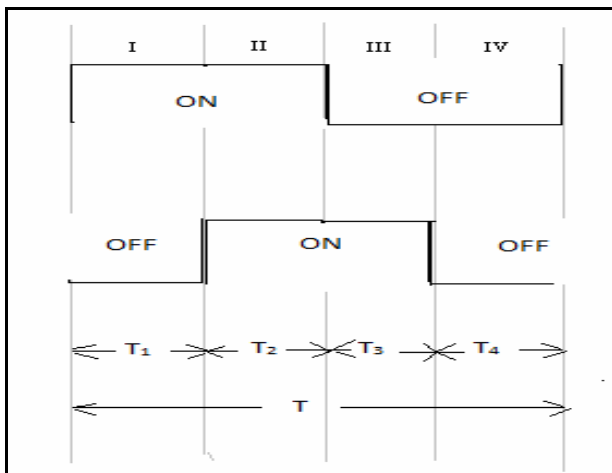 I II III IV
ON OFF
OFF ON OFF
T1 T2 T3 T4
T